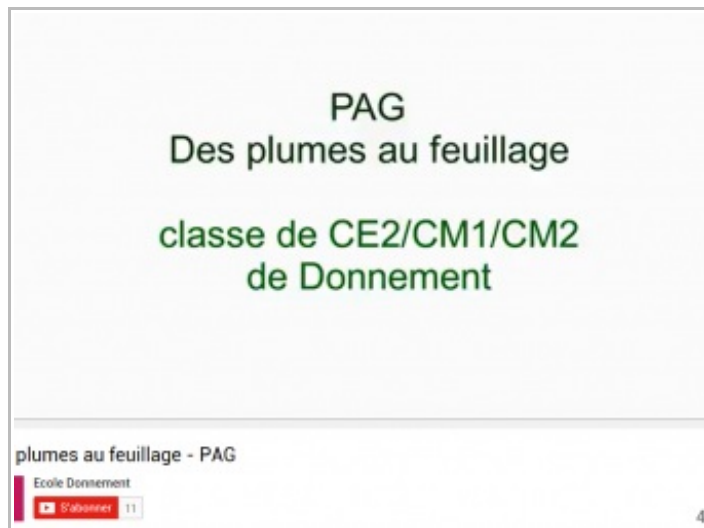 PAG
Des plumes au feuillage
classe de CE2/CM1/CM2
de Donnement
plumes au feuillage - PAG
Ecole Donnement
S'abonner 11
4